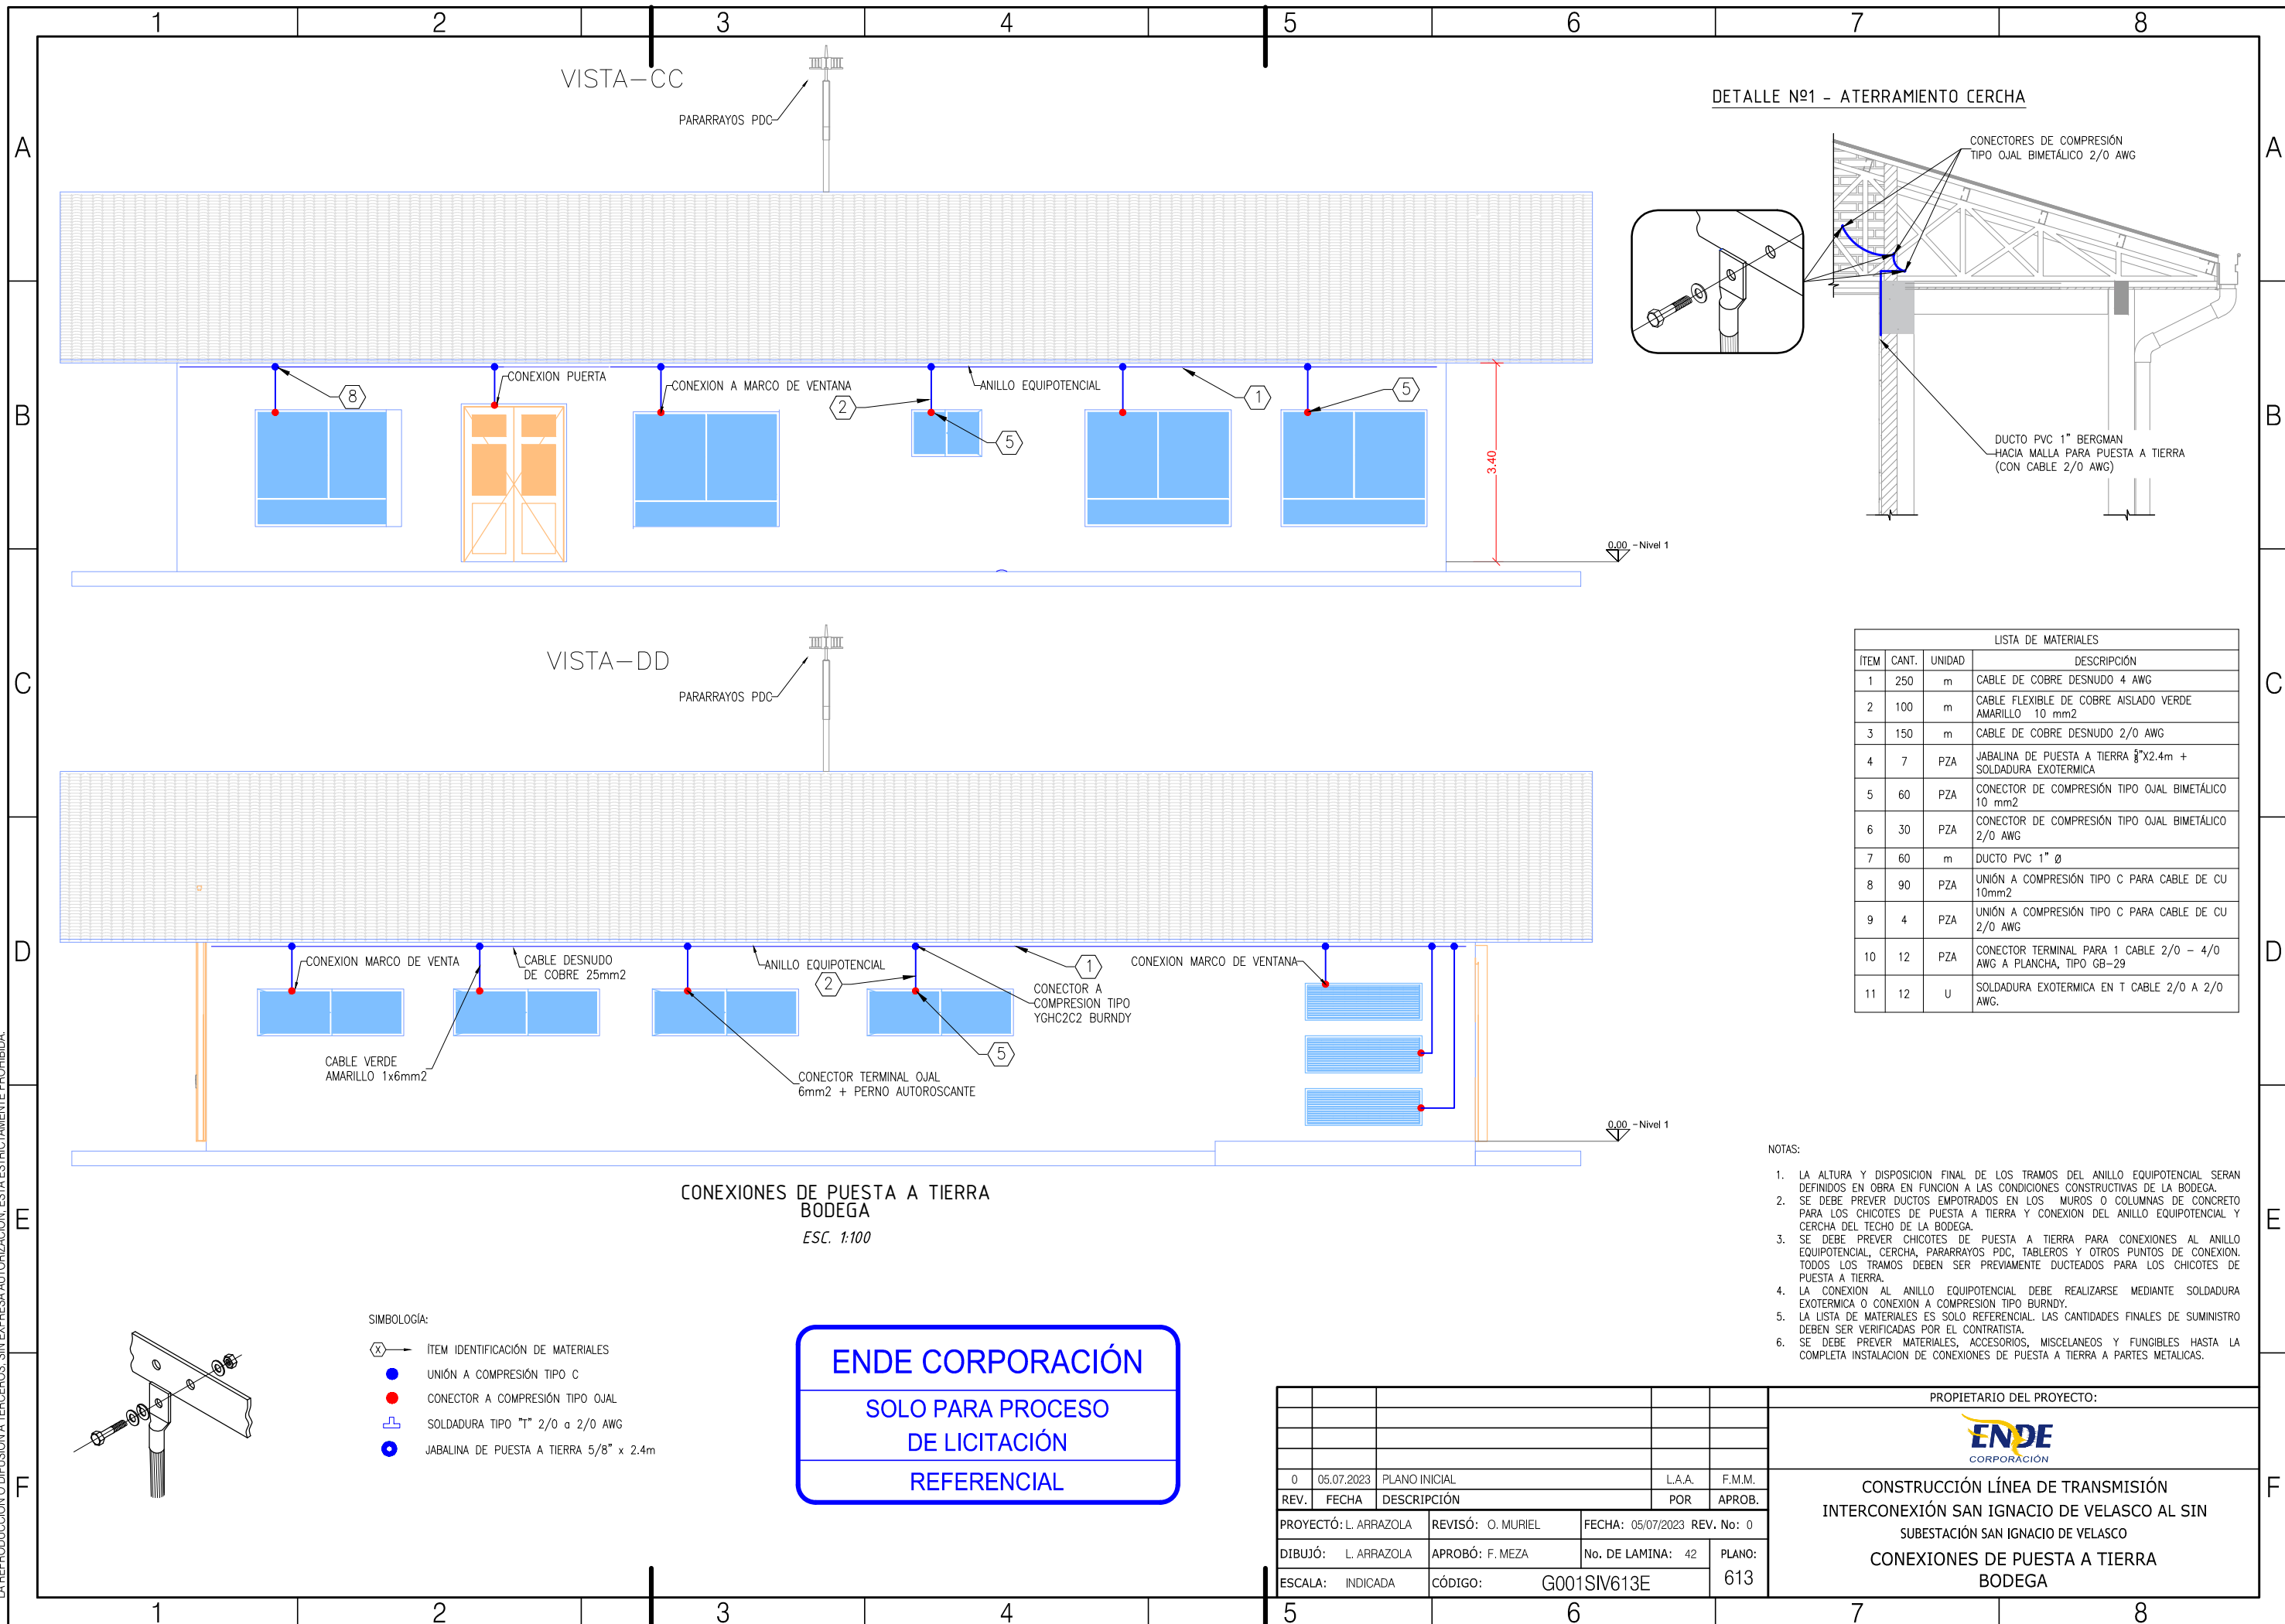 1 2 3 4 5 6 7 8
A
B
C
D
E
F
A
B
C
D
E
F
VISTA-CC
PARARRAYOS PDC
8
CONEXION PUERTA
CONEXION A MARCO DE VENTANA
2
5
ANILLO EQUIPOTENCIAL
1
5
3.40
0.00 - Nivel 1
DETALLE Nº1 - ATERRAMIENTO CERCHA
CONECTORES DE COMPRESIÓN
TIPO OJAL BIMETÁLICO 2/0 AWG
DUCTO PVC 1" BERGMAN
HACIA MALLA PARA PUESTA A TIERRA
(CON CABLE 2/0 AWG)
VISTA-DD
PARARRAYOS PDC
CONEXION MARCO DE VENTA
CABLE DESNUDO
DE COBRE 25mm2
ANILLO EQUIPOTENCIAL
2
1
CONECTOR A
COMPRESION TIPO
YGHC2C2 BURNDY
CONEXION MARCO DE VENTANA
CABLE VERDE
AMARILLO 1x6mm2
CONECTOR TERMINAL OJAL
6mm2 + PERNO AUTOROSCANTE
5
0.00 - Nivel 1
LISTA DE MATERIALES
ÍTEM CANT. UNIDAD DESCRIPCIÓN
1 250 m CABLE DE COBRE DESNUDO 4 AWG
2 100 m CABLE FLEXIBLE DE COBRE AISLADO VERDE
AMARILLO 10 mm2
3 150 m CABLE DE COBRE DESNUDO 2/0 AWG
4 7 PZA JABALINA DE PUESTA A TIERRA 5/8"X2.4m +
SOLDADURA EXOTERMICA
5 60 PZA CONECTOR DE COMPRESIÓN TIPO OJAL BIMETÁLICO
10 mm2
6 30 PZA CONECTOR DE COMPRESIÓN TIPO OJAL BIMETÁLICO
2/0 AWG
7 60 m DUCTO PVC 1" Ø
8 90 PZA UNIÓN A COMPRESIÓN TIPO C PARA CABLE DE CU
10mm2
9 4 PZA UNIÓN A COMPRESIÓN TIPO C PARA CABLE DE CU
2/0 AWG
10 12 PZA CONECTOR TERMINAL PARA 1 CABLE 2/0 - 4/0
AWG A PLANCHA, TIPO GB-29
11 12 U SOLDADURA EXOTERMICA EN T CABLE 2/0 A 2/0
AWG.
CONEXIONES DE PUESTA A TIERRA
BODEGA
ESC. 1:100
NOTAS:
1. LA ALTURA Y DISPOSICION FINAL DE LOS TRAMOS DEL ANILLO EQUIPOTENCIAL SERAN
DEFINIDOS EN OBRA EN FUNCION A LAS CONDICIONES CONSTRUCTIVAS DE LA BODEGA.
2. SE DEBE PREVER DUCTOS EMPOTRADOS EN LOS MUROS O COLUMNAS DE CONCRETO
PARA LOS CHICOTES DE PUESTA A TIERRA Y CONEXION DEL ANILLO EQUIPOTENCIAL Y
CERCHA DEL TECHO DE LA BODEGA.
3. SE DEBE PREVER CHICOTES DE PUESTA A TIERRA PARA CONEXIONES AL ANILLO
EQUIPOTENCIAL, CERCHA, PARARRAYOS PDC, TABLEROS Y OTROS PUNTOS DE CONEXION.
TODOS LOS TRAMOS DEBEN SER PREVIAMENTE DUCTEADOS PARA LOS CHICOTES DE
PUESTA A TIERRA.
4. LA CONEXION AL ANILLO EQUIPOTENCIAL DEBE REALIZARSE MEDIANTE SOLDADURA
EXOTERMICA O CONEXION A COMPRESION TIPO BURNDY.
5. LA LISTA DE MATERIALES ES SOLO REFERENCIAL. LAS CANTIDADES FINALES DE SUMINISTRO
DEBEN SER VERIFICADAS POR EL CONTRATISTA.
6. SE DEBE PREVER MATERIALES, ACCESORIOS, MISCELANEOS Y FUNGIBLES HASTA LA
COMPLETA INSTALACION DE CONEXIONES DE PUESTA A TIERRA A PARTES METALICAS.
SIMBOLOGÍA:
X ÍTEM IDENTIFICACIÓN DE MATERIALES
UNIÓN A COMPRESIÓN TIPO C
CONECTOR A COMPRESIÓN TIPO OJAL
SOLDADURA TIPO "T" 2/0 a 2/0 AWG
JABALINA DE PUESTA A TIERRA 5/8" x 2.4m
ENDE CORPORACIÓN
SOLO PARA PROCESO
DE LICITACIÓN
REFERENCIAL
0 05.07.2023 PLANO INICIAL L.A.A. F.M.M.
REV. FECHA DESCRIPCIÓN POR APROB.
PROYECTÓ: L. ARRAZOLA REVISÓ: O. MURIEL FECHA: 05/07/2023 REV. No: 0
DIBUJÓ: L. ARRAZOLA APROBÓ: F. MEZA No. DE LAMINA: 42 PLANO:
ESCALA: INDICADA CÓDIGO: G001SIV613E 613
PROPIETARIO DEL PROYECTO:
ENDE
CORPORACIÓN
CONSTRUCCIÓN LÍNEA DE TRANSMISIÓN
INTERCONEXIÓN SAN IGNACIO DE VELASCO AL SIN
SUBESTACIÓN SAN IGNACIO DE VELASCO
CONEXIONES DE PUESTA A TIERRA
BODEGA
LA REPRODUCCIÓN O DIFUSIÓN A TERCEROS, SIN EXPRESA AUTORIZACIÓN, ESTÁ ESTRICTAMENTE PROHIBIDA.
1 2 3 4 5 6 7 8